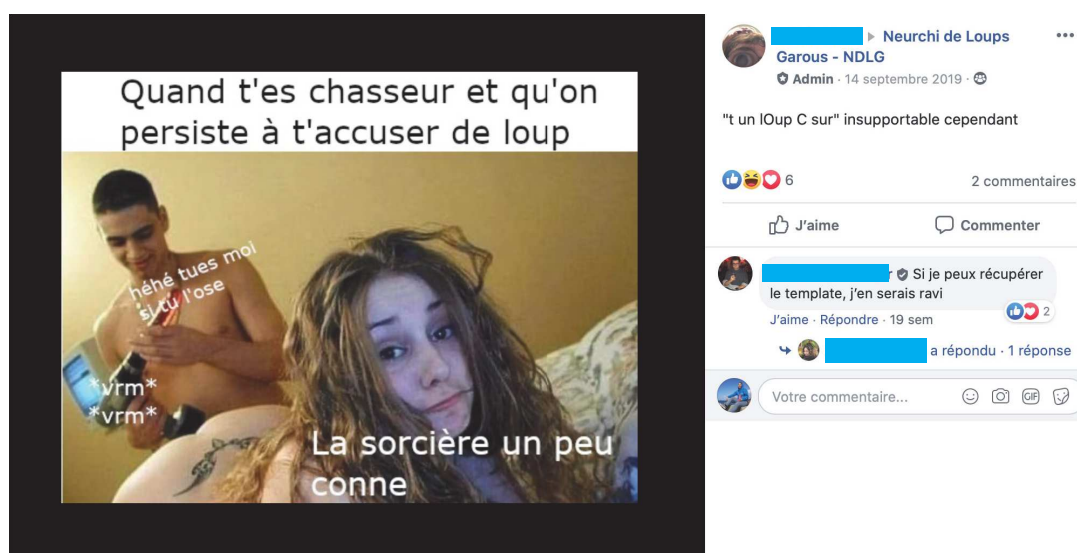 Quand t'es chasseur et qu'on
persiste à t'accuser de loup
héhé tues moi
si tu l'ose
*vrm*
*vrm*
La sorcière un peu
conne
Neurchi de Loups
Garous - NDLG
Admin · 14 septembre 2019 ·
"t un lOup C sur" insupportable cependant
6
2 commentaires
J'aime
Commenter
r Si je peux récupérer
le template, j'en serais ravi
2
J'aime · Répondre · 19 sem
a répondu · 1 réponse
Votre commentaire...
GIF